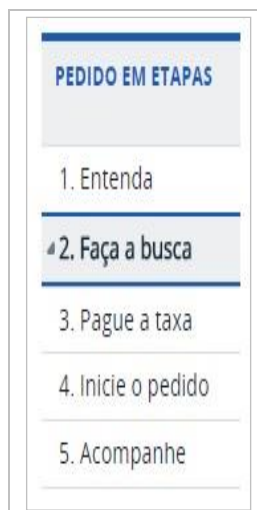 PEDIDO EM ETAPAS
1. Entenda
2. Faça a busca
3. Pague a taxa
4. Inicie o pedido
5. Acompanhe